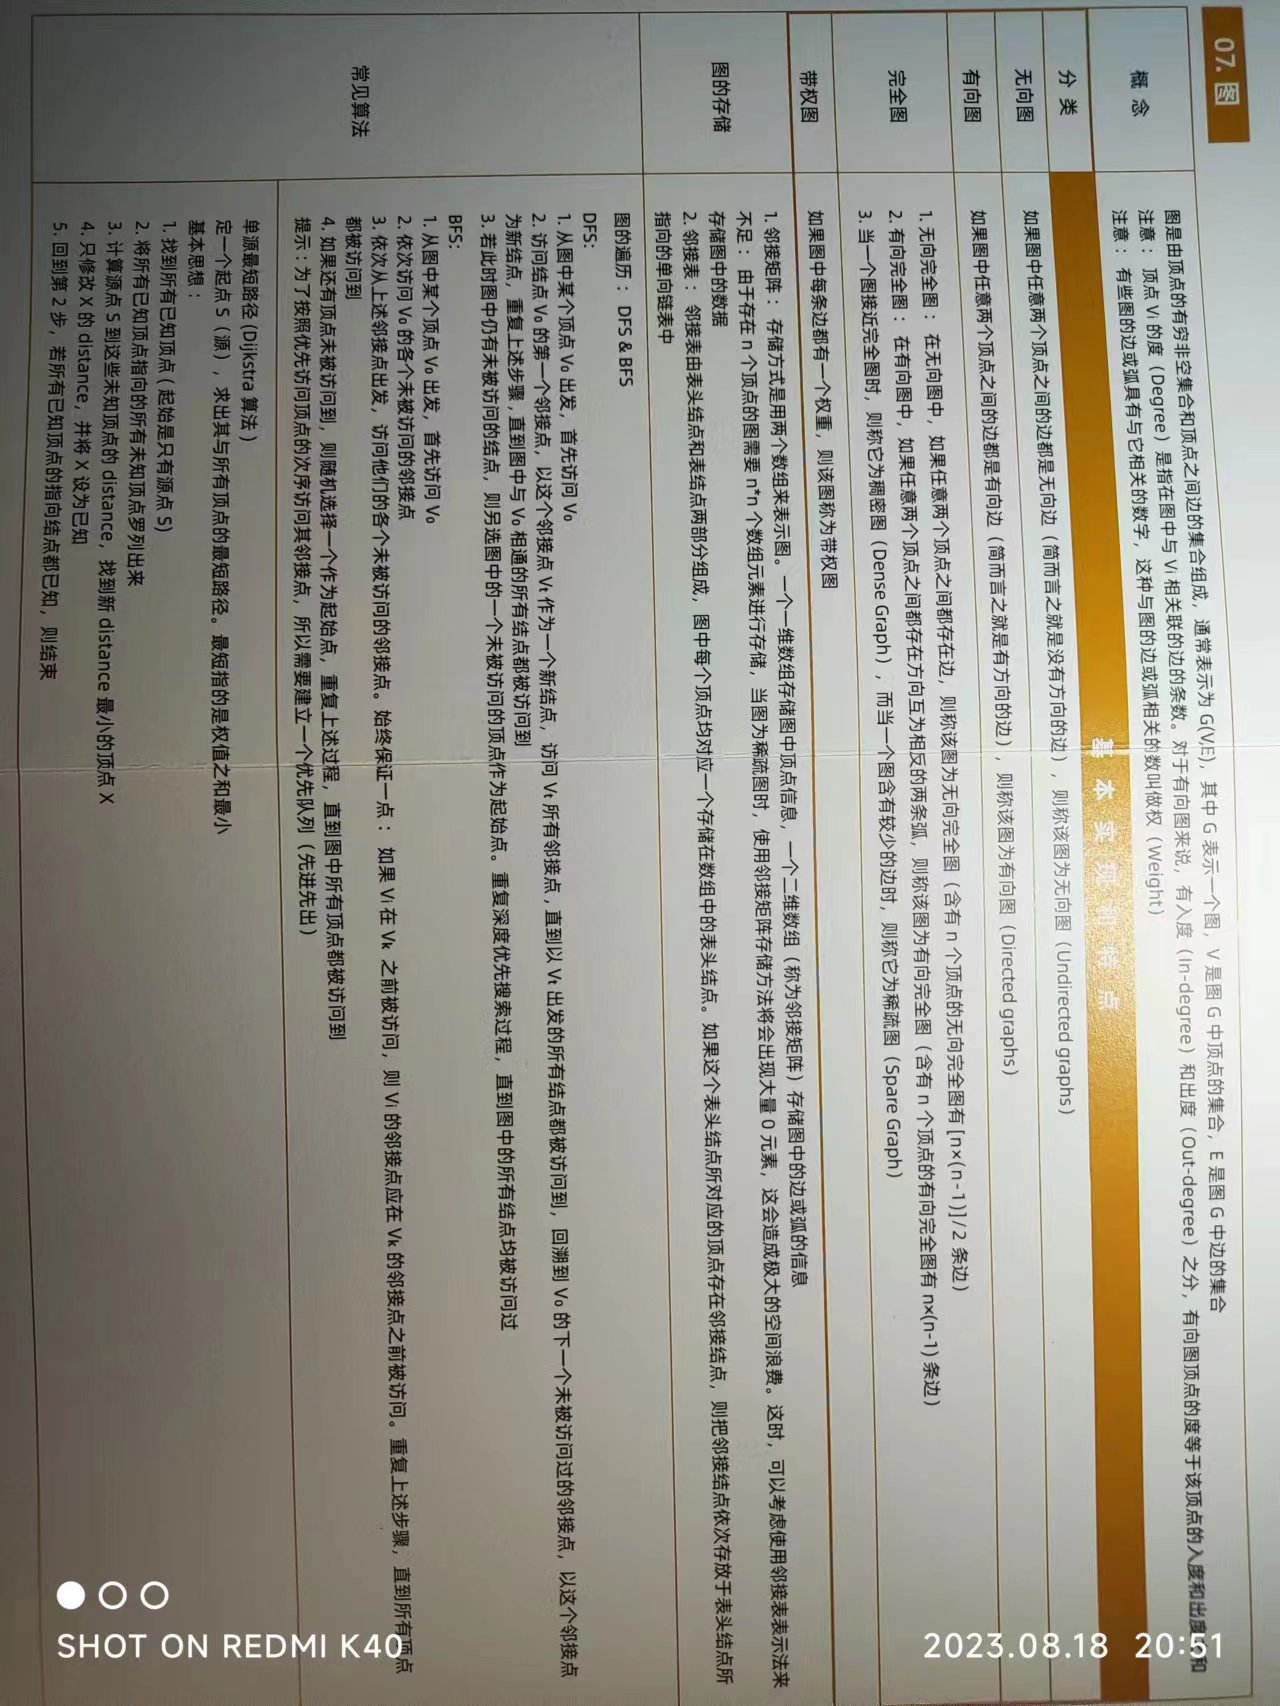 07. 图
概 念
图是由顶点的有穷非空集合和顶点之间边的集合组成，通常表示为 G(V,E)，其中 G 表示一个图，V 是图 G 中顶点的集合，E 是图 G 中边的集合
注意： 顶点 Vi 的度（Degree）是指在图中与 Vi 相关联的边的条数。对于有向图来说，有入度（In-degree）和出度（Out-degree）之分，有向图顶点的度等于该顶点的入度和出度之和
注意： 有些图的边或弧具有与它相关的数字，这种与图的边或弧相关的数叫做权（Weight）
分 类
基 本 实 现 和 特 点
无向图
如果图中任意两个顶点之间的边都是无向边（简而言之就是没有方向的边），则称该图为无向图（Undirected graphs）
有向图
如果图中任意两个顶点之间的边都是有向边（简而言之就是有方向的边），则称该图为有向图（Directed graphs）
完全图
1. 无向完全图： 在无向图中，如果任意两个顶点之间都存在边，则称该图为无向完全图（含有 n 个顶点的无向完全图有 [n×(n-1)]/2 条边）
2. 有向完全图： 在有向图中，如果任意两个顶点之间都存在方向互为相反的两条弧，则称该图为有向完全图（含有 n 个顶点的有向完全图有 n×(n-1) 条边）
3. 当一个图接近完全图时，则称它为稠密图（Dense Graph），而当一个图含有较少的边时，则称它为稀疏图（Spare Graph）
带权图
如果图中每条边都有一个权重，则该图称为带权图
图的存储
1. 邻接矩阵： 存储方式是用两个数组来表示图。一个一维数组存储图中顶点信息，一个二维数组（称为邻接矩阵）存储图中的边或弧的信息
不足： 由于存在 n 个顶点的图需要 n*n 个数组元素进行存储，当图为稀疏图时，使用邻接矩阵存储方法将会出现大量 0 元素，这会造成极大的空间浪费。这时，可以考虑使用邻接表表示法来
存储图中的数据
2. 邻接表： 邻接表由表头结点和表结点两部分组成，图中每个顶点均对应一个存储在数组中的表头结点。如果这个表头结点所对应的顶点存在邻接结点，则把邻接结点依次存放于表头结点所
指向的单向链表中
常见算法
图的遍历： DFS & BFS
DFS:
1. 从图中某个顶点 V₀ 出发，首先访问 V₀
2. 访问结点 V₀ 的第一个邻接点，以这个邻接点 Vt 作为一个新结点，访问 Vt 所有邻接点，直到以 Vt 出发的所有结点都被访问到，回溯到 V₀ 的下一个未被访问过的邻接点，以这个邻接点
为新结点，重复上述步骤，直到图中与 V₀ 相通的所有结点都被访问到
3. 若此时图中仍有未被访问的结点，则另选图中的一个未被访问的顶点作为起始点。重复深度优先搜索过程，直到图中的所有结点均被访问过
BFS:
1. 从图中某个顶点 V₀ 出发，首先访问 V₀
2. 依次访问 V₀ 的各个未被访问的邻接点
3. 依次从上述邻接点出发，访问他们的各个未被访问的邻接点。始终保证一点： 如果 Vi 在 Vk 之前被访问，则 Vi 的邻接点应在 Vk 的邻接点之前被访问。重复上述步骤，直到所有顶点
都被访问到
4. 如果还有顶点未被访问到，则随机选择一个作为起始点，重复上述过程，直到图中所有顶点都被访问到
提示：为了按照优先访问顶点的次序访问其邻接点，所以需要建立一个优先队列（先进先出）
单源最短路径 (Dijkstra 算法)
定一个起点 S（源），求出其与所有顶点的最短路径。最短指的是权值之和最小
基本思想：
1. 找到所有已知顶点 ( 起始是只有源点 S)
2. 将所有已知顶点指向的所有未知顶点罗列出来
3. 计算源点 S 到这些未知顶点的 distance，找到新 distance 最小的顶点 X
4. 只修改 X 的 distance，并将 X 设为已知
5. 回到第 2 步，若所有已知顶点的指向结点都已知，则结束
SHOT ON REDMI K40
2023.08.18 20:51